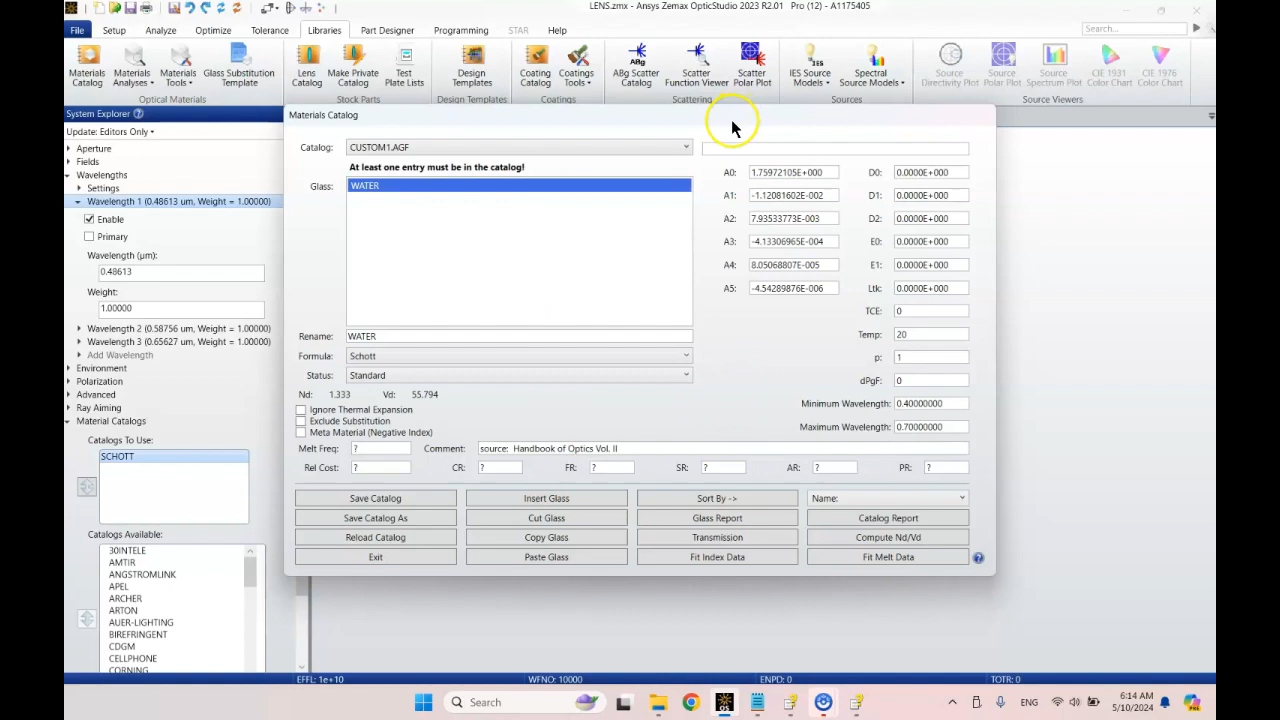 LENS.zmx - Ansys Zemax OpticStudio 2023 R2.01   Pro (12) - A1175405
File Setup Analyze Optimize Tolerance Libraries Part Designer Programming STAR Help Search...
Materials Catalog
Materials Analyses
Materials Tools
Glass Substitution Template
Lens Catalog
Make Private Catalog
Test Plate Lists
Design Templates
Coating Catalog
Coatings Tools
ABg Scatter Catalog
Scatter Function Viewer
Scatter Polar Plot
IES Source Models
Spectral Source Models
Source Directivity Plot
Source Polar Plot
Source Spectrum Plot
CIE 1931 Color Chart
CIE 1976 Color Chart
Optical Materials Stock Parts Design Templates Coatings Scattering Sources Source Viewers
System Explorer
Update: Editors Only
Aperture
Fields
Wavelengths
Settings
Wavelength 1 (0.48613 um, Weight = 1.00000)
Enable
Primary
Wavelength (µm):
0.48613
Weight:
1.00000
Wavelength 2 (0.58756 um, Weight = 1.00000)
Wavelength 3 (0.65627 um, Weight = 1.00000)
Add Wavelength
Environment
Polarization
Advanced
Ray Aiming
Material Catalogs
Catalogs To Use:
SCHOTT
Catalogs Available:
30INTELE
AMTIR
ANGSTROMLINK
APEL
ARCHER
ARTON
AUER-LIGHTING
BIREFRINGENT
CDGM
CELLPHONE
CORNING
Materials Catalog
Catalog: CUSTOM1.AGF
At least one entry must be in the catalog!
Glass: WATER
Rename: WATER
Formula: Schott
Status: Standard
Nd: 1.333 Vd: 55.794
Ignore Thermal Expansion
Exclude Substitution
Meta Material (Negative Index)
A0: 1.75972105E+000 D0: 0.0000E+000
A1: -1.12081602E-002 D1: 0.0000E+000
A2: 7.93533773E-003 D2: 0.0000E+000
A3: -4.13306965E-004 E0: 0.0000E+000
A4: 8.05068807E-005 E1: 0.0000E+000
A5: -4.54289876E-006 Ltk: 0.0000E+000
TCE: 0
Temp: 20
p: 1
dPgF: 0
Minimum Wavelength: 0.40000000
Maximum Wavelength: 0.70000000
Melt Freq: ? Comment: source: Handbook of Optics Vol. II
Rel Cost: ? CR: ? FR: ? SR: ? AR: ? PR: ?
Save Catalog Insert Glass Sort By -> Name:
Save Catalog As Cut Glass Glass Report Catalog Report
Reload Catalog Copy Glass Transmission Compute Nd/Vd
Exit Paste Glass Fit Index Data Fit Melt Data
EFFL: 1e+10 WFNO: 10000 ENPD: 0 TOTR: 0
Search ENG 6:14 AM
5/10/2024